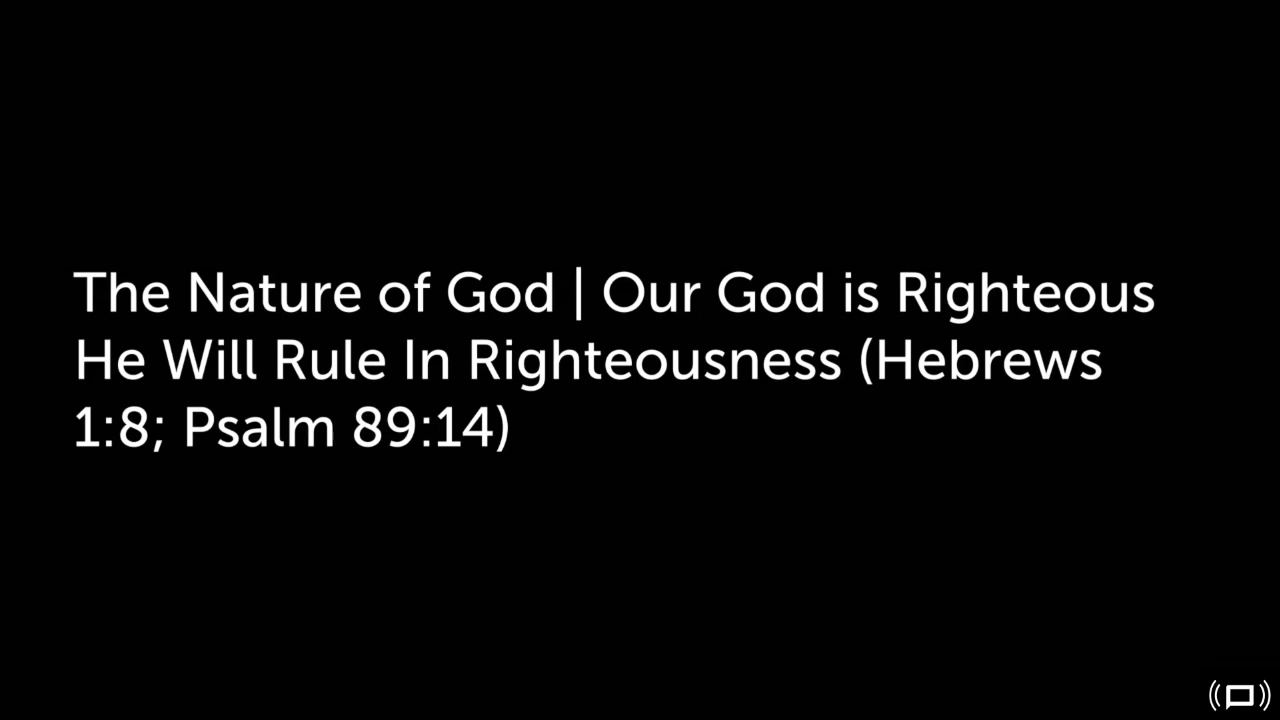 The Nature of God | Our God is Righteous
He Will Rule In Righteousness (Hebrews
1:8; Psalm 89:14)